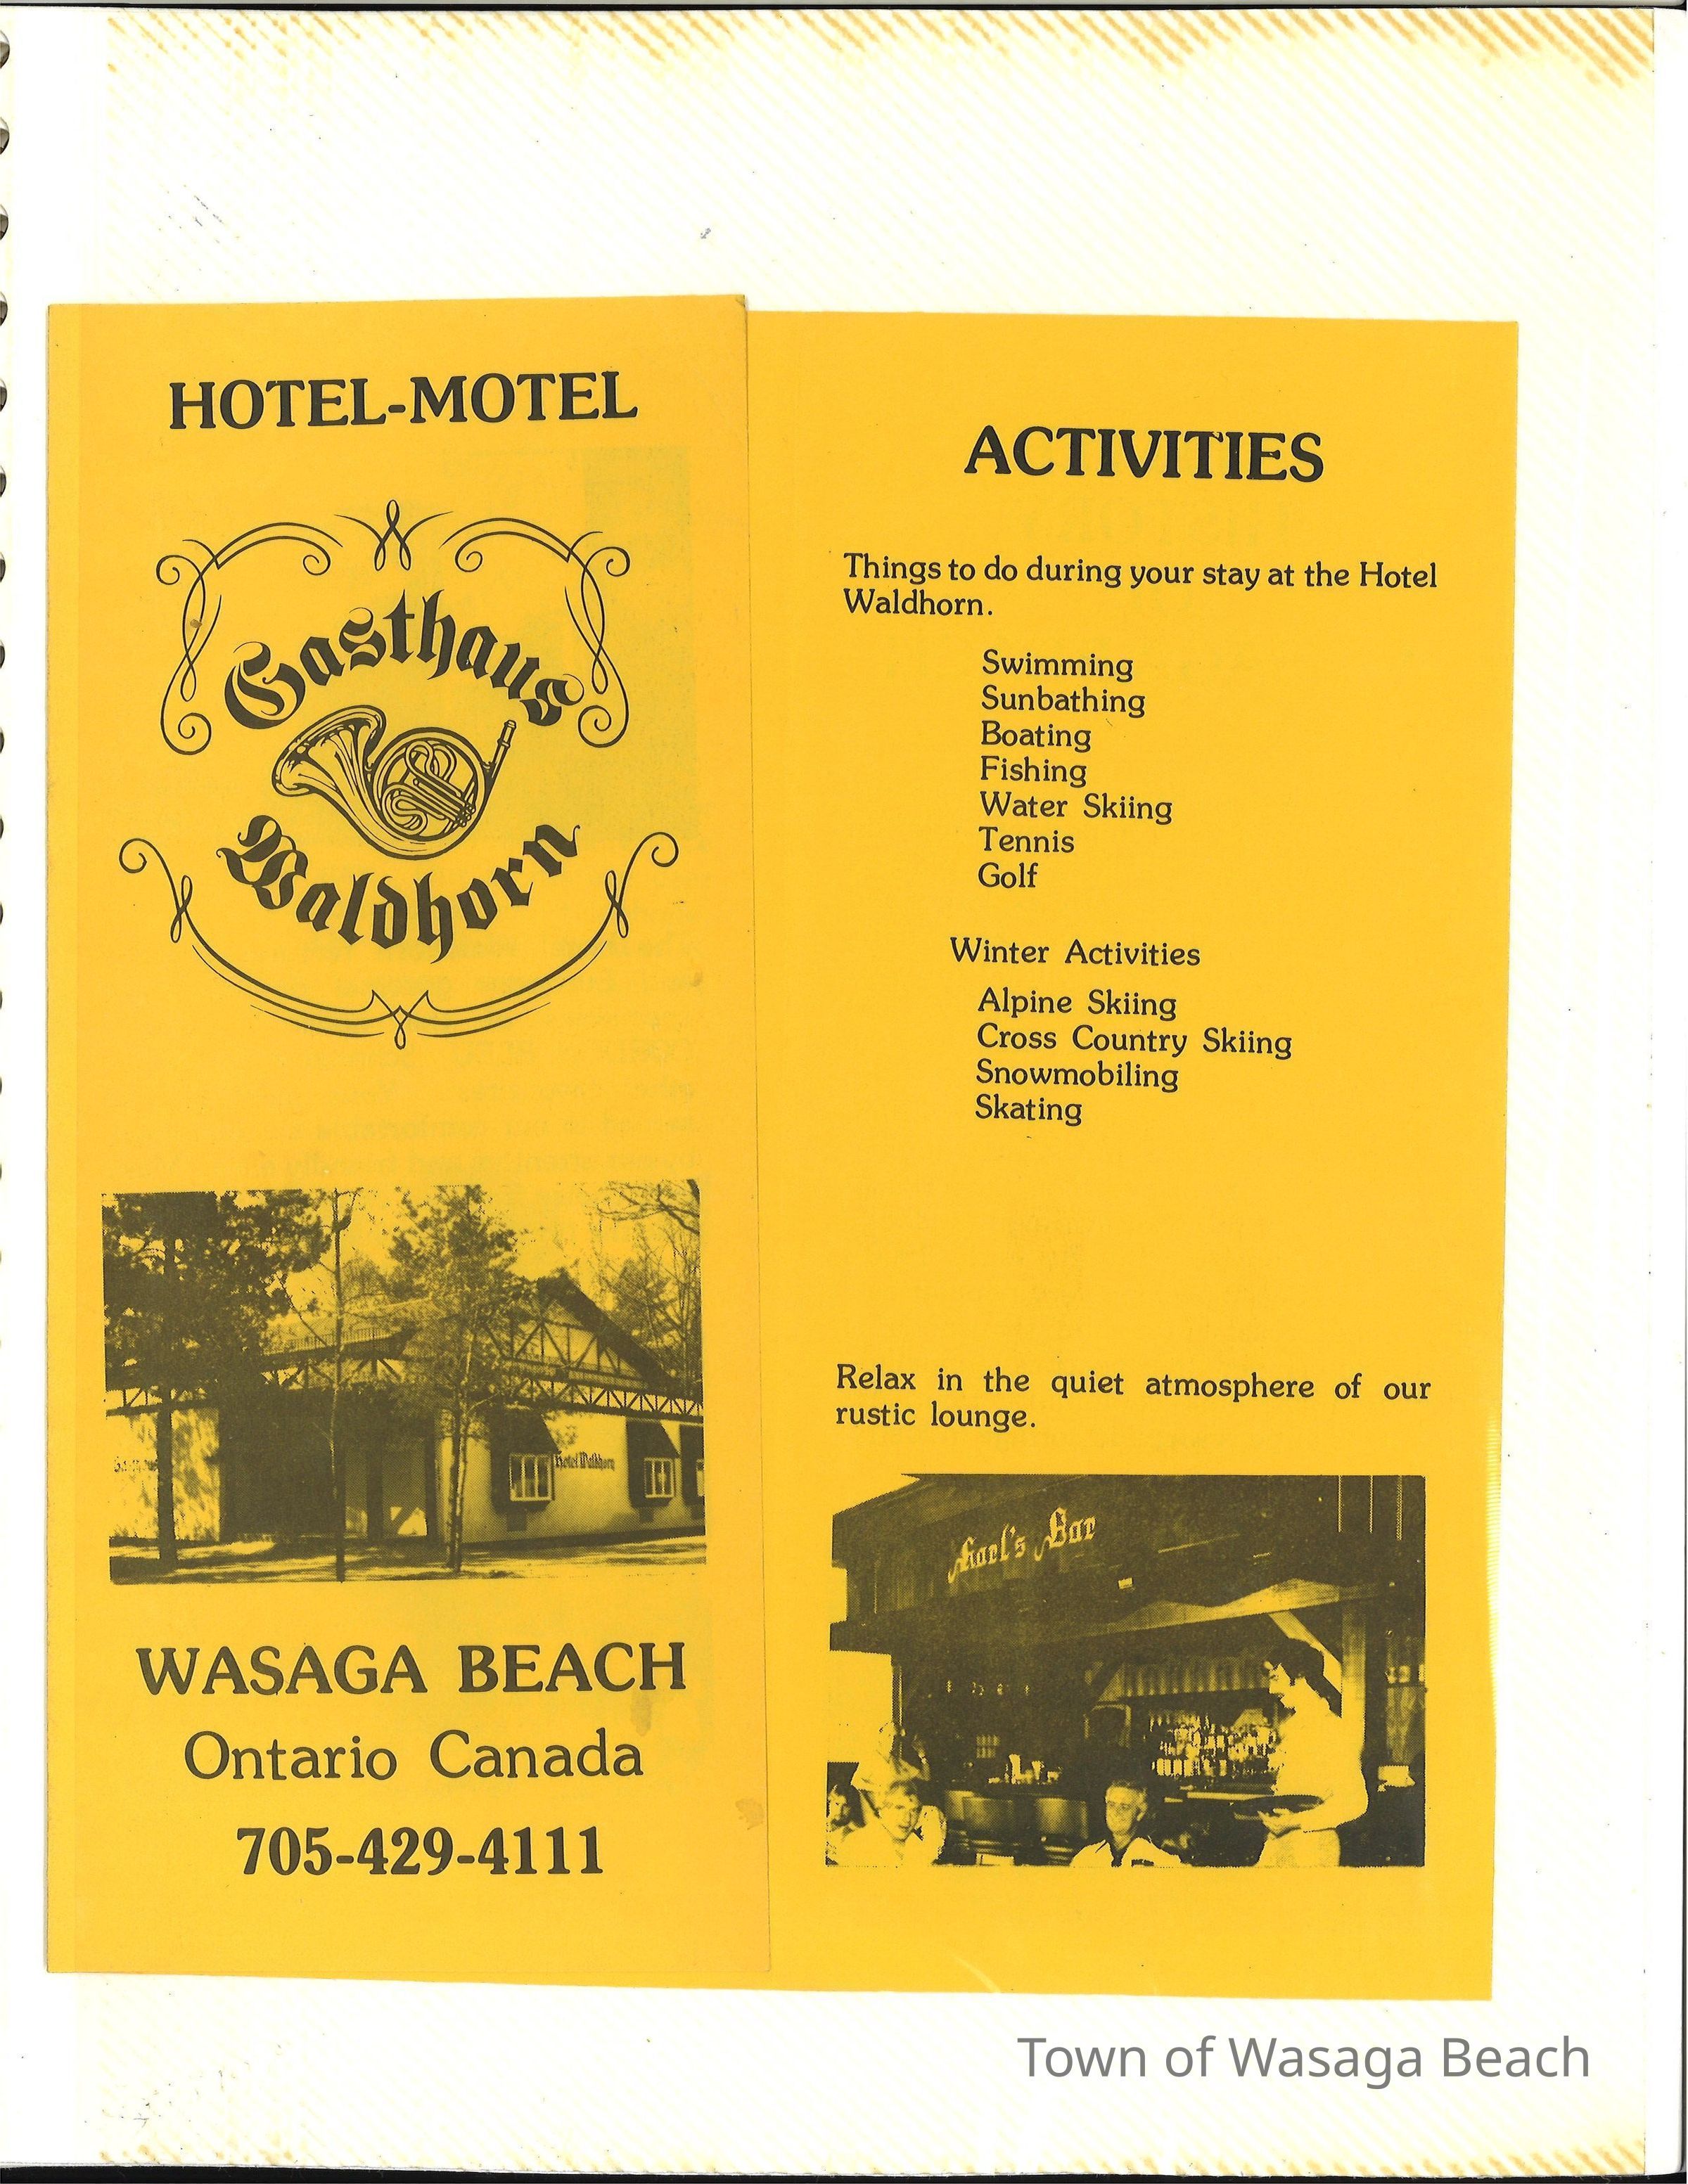 HOTEL-MOTEL
Gasthaus
Waldhorn
Hotel Waldhorn
WASAGA BEACH
Ontario Canada
705-429-4111
ACTIVITIES
Things to do during your stay at the Hotel
Waldhorn.
Swimming
Sunbathing
Boating
Fishing
Water Skiing
Tennis
Golf
Winter Activities
Alpine Skiing
Cross Country Skiing
Snowmobiling
Skating
Relax in the quiet atmosphere of our
rustic lounge.
Karl's Bar
Town of Wasaga Beach